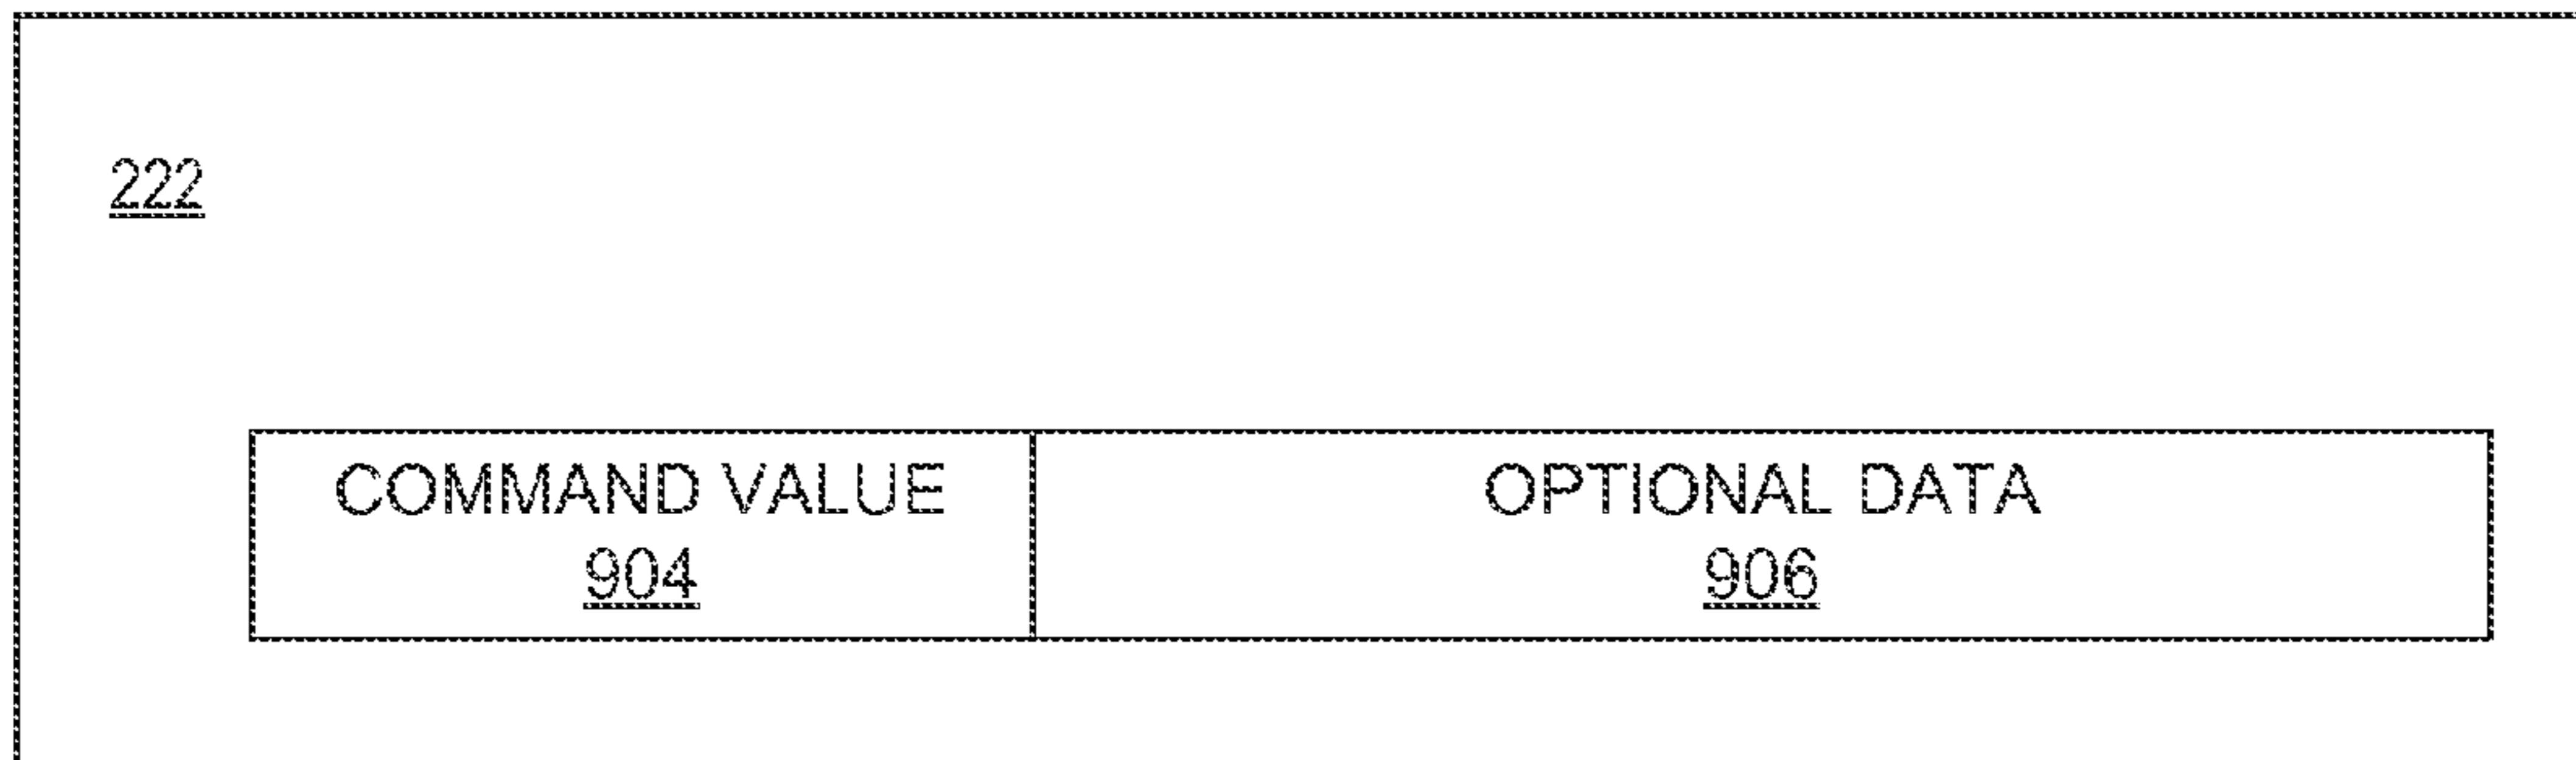 222
COMMAND VALUE
904
OPTIONAL DATA
906